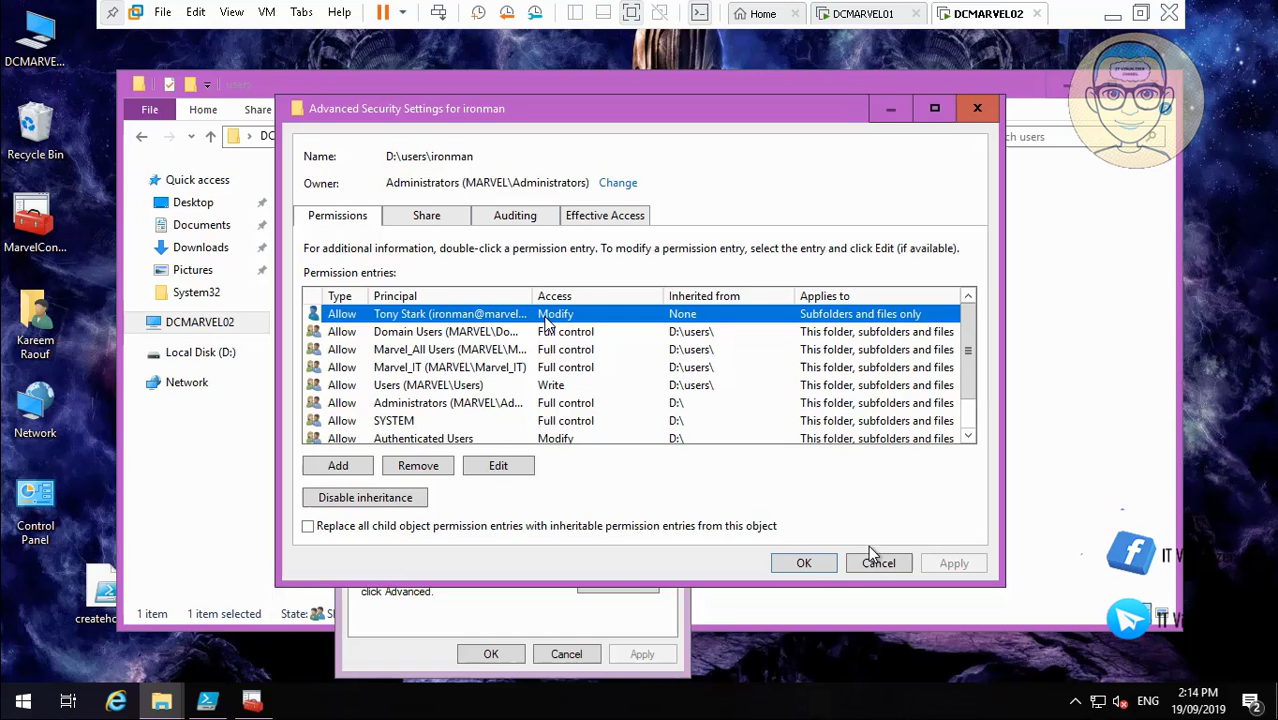 File Edit View VM Tabs Help
Home DCMARVEL01 DCMARVEL02
DCMARVE...
Recycle Bin
MarvelCon...
Kareem
Raouf
Network
Control
Panel
users
File Home Share
DC
ch users
Quick access
Desktop
Documents
Downloads
Pictures
System32
DCMARVEL02
Local Disk (D:)
Network
createhc
1 item 1 item selected State: Sh
Advanced Security Settings for ironman
Name: D:\users\ironman
Owner: Administrators (MARVEL\Administrators) Change
Permissions Share Auditing Effective Access
For additional information, double-click a permission entry. To modify a permission entry, select the entry and click Edit (if available).
Permission entries:
Type Principal Access Inherited from Applies to
Allow Tony Stark (ironman@marvel... Modify None Subfolders and files only
Allow Domain Users (MARVEL\Do... Full control D:\users\ This folder, subfolders and files
Allow Marvel_All Users (MARVEL\M... Full control D:\users\ This folder, subfolders and files
Allow Marvel_IT (MARVEL\Marvel_IT) Full control D:\users\ This folder, subfolders and files
Allow Users (MARVEL\Users) Write D:\users\ This folder, subfolders and files
Allow Administrators (MARVEL\Ad... Full control D:\ This folder, subfolders and files
Allow SYSTEM Full control D:\ This folder, subfolders and files
Allow Authenticated Users Modify D:\ This folder, subfolders and files
Add Remove Edit
Disable inheritance
Replace all child object permission entries with inheritable permission entries from this object
OK Cancel Apply
click Advanced.
OK Cancel Apply
IT V
IT V
ENG
2:14 PM
19/09/2019
2